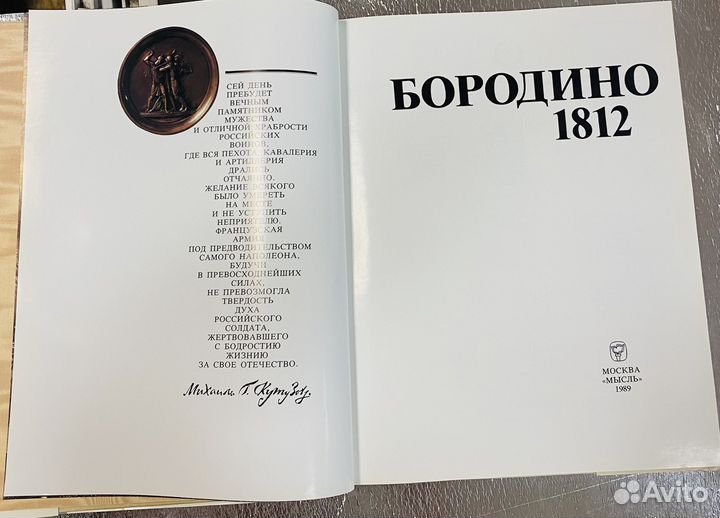 СЕЙ ДЕНЬ
ПРЕБУДЕТ
ВЕЧНЫМ
ПАМЯТНИКОМ
МУЖЕСТВА
И ОТЛИЧНОЙ ХРАБРОСТИ
РОССИЙСКИХ
ВОИНОВ,
ГДЕ ВСЯ ПЕХОТА, КАВАЛЕРИЯ
И АРТИЛЛЕРИЯ
ДРАЛИСЬ
ОТЧАЯННО.
ЖЕЛАНИЕ ВСЯКОГО
БЫЛО УМЕРЕТЬ
НА МЕСТЕ
И НЕ УСТУПИТЬ
НЕПРИЯТЕЛЮ.
ФРАНЦУЗСКАЯ
АРМИЯ
ПОД ПРЕДВОДИТЕЛЬСТВОМ
САМОГО НАПОЛЕОНА,
БУДУЧИ
В ПРЕВОСХОДНЕЙШИХ
СИЛАХ,
НЕ ПРЕВОЗМОГЛА
ТВЕРДОСТЬ
ДУХА
РОССИЙСКОГО
СОЛДАТА,
ЖЕРТВОВАВШЕГО
С БОДРОСТИЮ
ЖИЗНИЮ
ЗА СВОЕ ОТЕЧЕСТВО.
Михаил Г. Кутузов
БОРОДИНО
1812
МОСКВА
«МЫСЛЬ»
1989
Avito